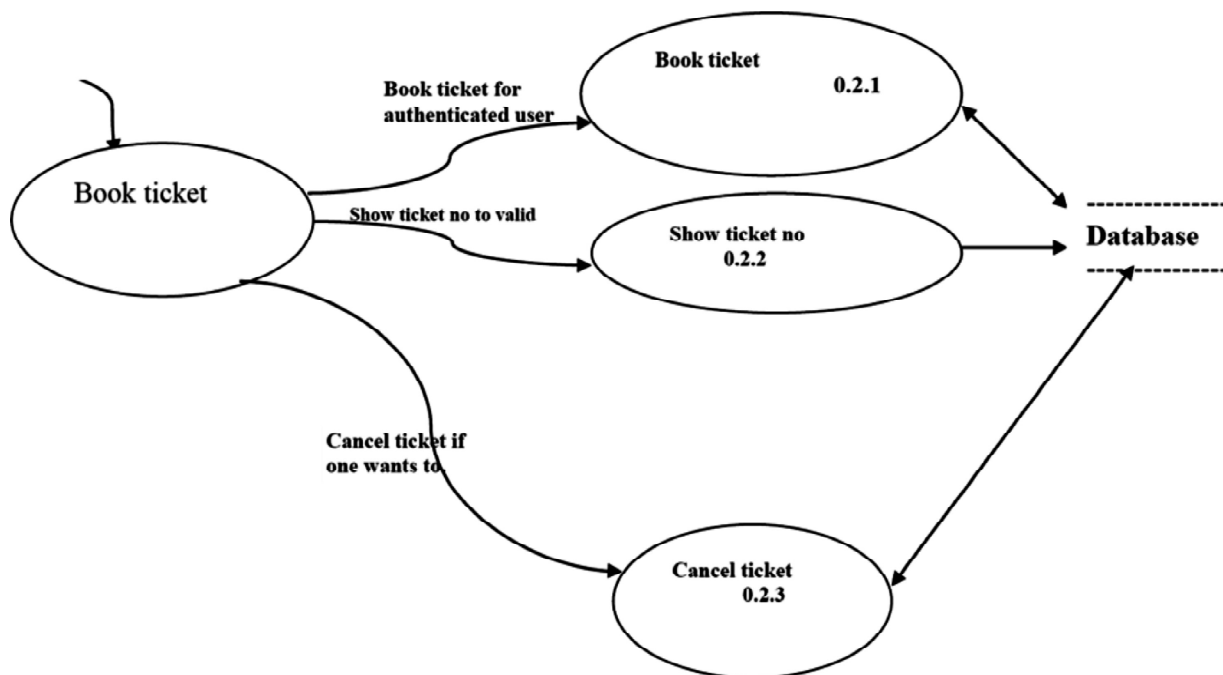 Book ticket
0.2.1
Book ticket for
authenticated user
Book ticket
Show ticket no to valid
Show ticket no
0.2.2
Database
Cancel ticket if
one wants to
Cancel ticket
0.2.3